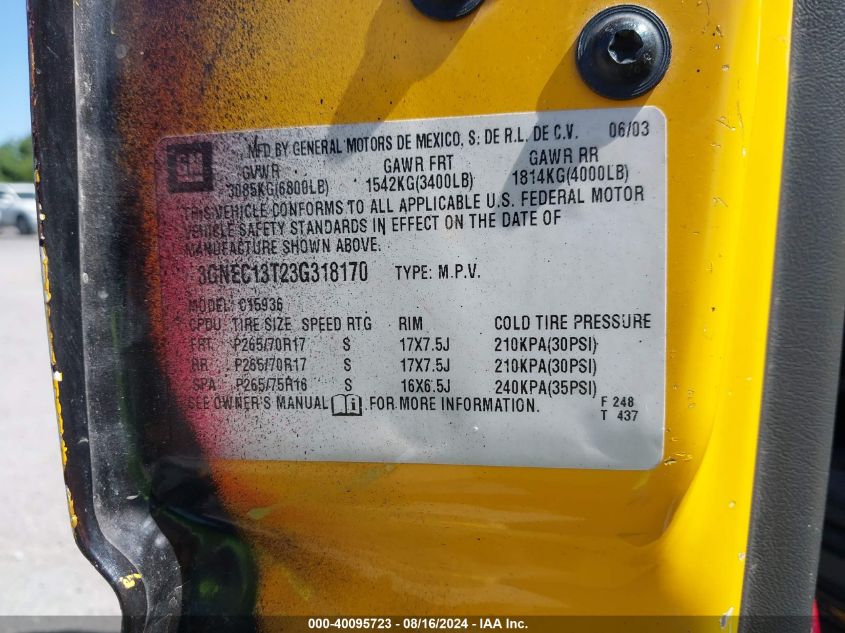 GM
MFD BY GENERAL MOTORS DE MEXICO, S. DE R.L. DE C.V. 06/03
GVWR GAWR FRT GAWR RR
3085KG(6800LB) 1542KG(3400LB) 1814KG(4000LB)
THIS VEHICLE CONFORMS TO ALL APPLICABLE U.S. FEDERAL MOTOR
VEHICLE SAFETY STANDARDS IN EFFECT ON THE DATE OF
MANUFACTURE SHOWN ABOVE.
3GNEC13T23G318170 TYPE: M.P.V.
MODEL: C15936
CPDU TIRE SIZE SPEED RTG RIM COLD TIRE PRESSURE
FRT P265/70R17 S 17X7.5J 210KPA(30PSI)
RR P265/70R17 S 17X7.5J 210KPA(30PSI)
SPA P265/75R16 S 16X6.5J 240KPA(35PSI)
SEE OWNER'S MANUAL FOR MORE INFORMATION.
F 248
T 437
000-40095723 - 08/16/2024 - IAA Inc.